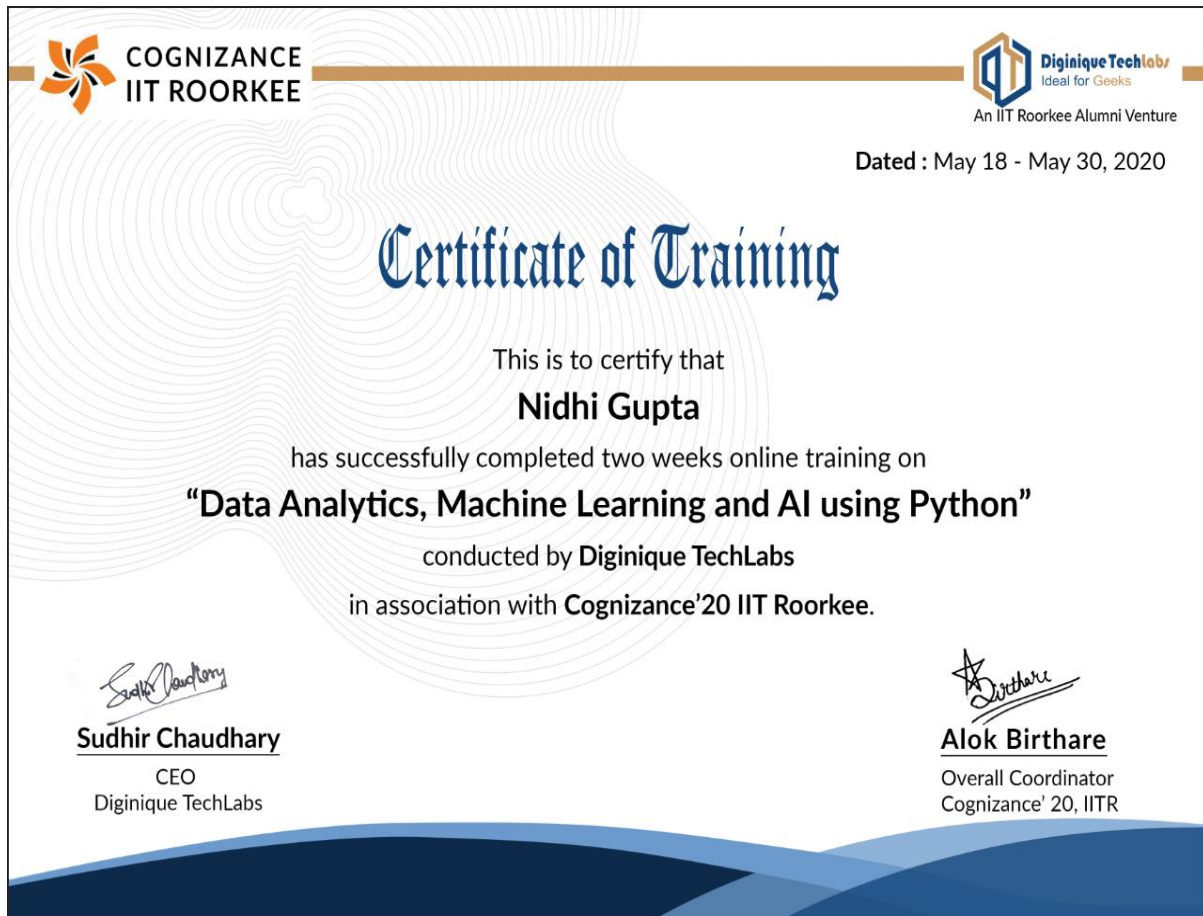 COGNIZANCE
IIT ROORKEE
Diginique TechLabs
Ideal for Geeks
An IIT Roorkee Alumni Venture
Dated : May 18 - May 30, 2020
Certificate of Training
This is to certify that
Nidhi Gupta
has successfully completed two weeks online training on
“Data Analytics, Machine Learning and AI using Python”
conducted by Diginique TechLabs
in association with Cognizance’20 IIT Roorkee.
Sudhir Chaudhary
Birthare
Sudhir Chaudhary
CEO
Diginique TechLabs
Alok Birthare
Overall Coordinator
Cognizance’ 20, IITR